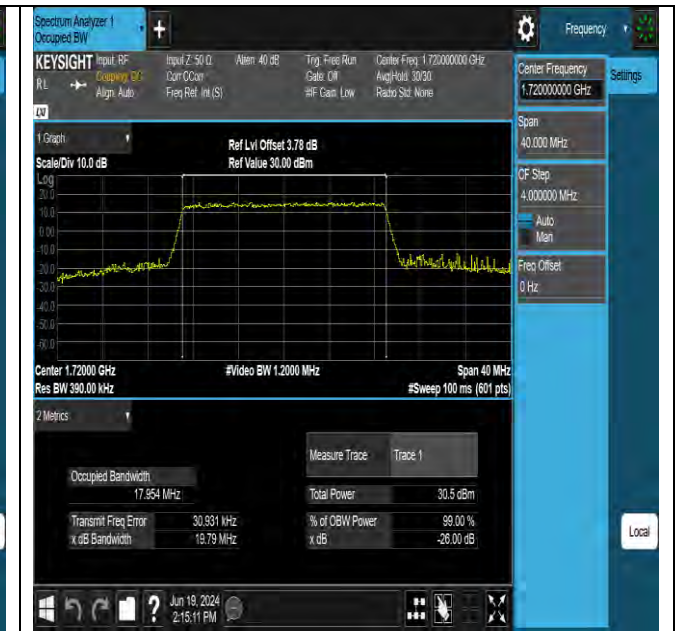 Spectrum Analyzer 1
Occupied BW
Frequency
KEYSIGHT Input: RF
Coupling: DC
Align: Auto
RL
Input Z: 50 Ω
Corr CCorr
Freq Ref: Int (S)
Atten: 40 dB
Trig: Free Run
Gate: Off
#IF Gain: Low
Center Freq: 1.720000000 GHz
Avg|Hold: 30/30
Radio Std: None
LXI
1 Graph
Scale/Div 10.0 dB
Ref Lvl Offset 3.78 dB
Ref Value 30.00 dBm
Log
20.0
10.0
0.00
-10.0
-20.0
-30.0
-40.0
-50.0
-60.0
Center 1.72000 GHz
Res BW 390.00 kHz
#Video BW 1.2000 MHz
Span 40 MHz
#Sweep 100 ms (601 pts)
2 Metrics
Measure Trace Trace 1
Occupied Bandwidth
17.954 MHz
Total Power 30.5 dBm
Transmit Freq Error 30.931 kHz
% of OBW Power 99.00 %
x dB Bandwidth 19.79 MHz
x dB -26.00 dB
Jun 19, 2024
2:15:11 PM
Center Frequency
1.720000000 GHz
Settings
Span
40.000 MHz
CF Step
4.000000 MHz
Auto
Man
Freq Offset
0 Hz
Local